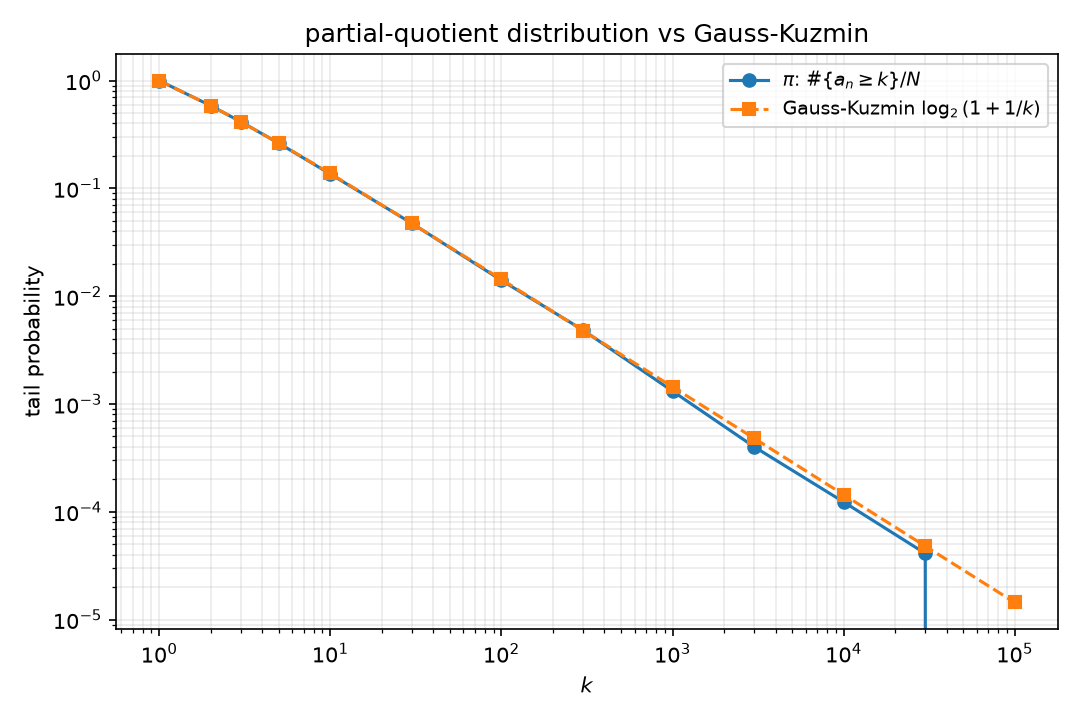 partial-quotient distribution vs Gauss-Kuzmin
π: #{aₙ ≥ k}/N
Gauss-Kuzmin log₂ (1 + 1/k)
tail probability
10⁰
10⁻¹
10⁻²
10⁻³
10⁻⁴
10⁻⁵
10⁰ 10¹ 10² 10³ 10⁴ 10⁵
k